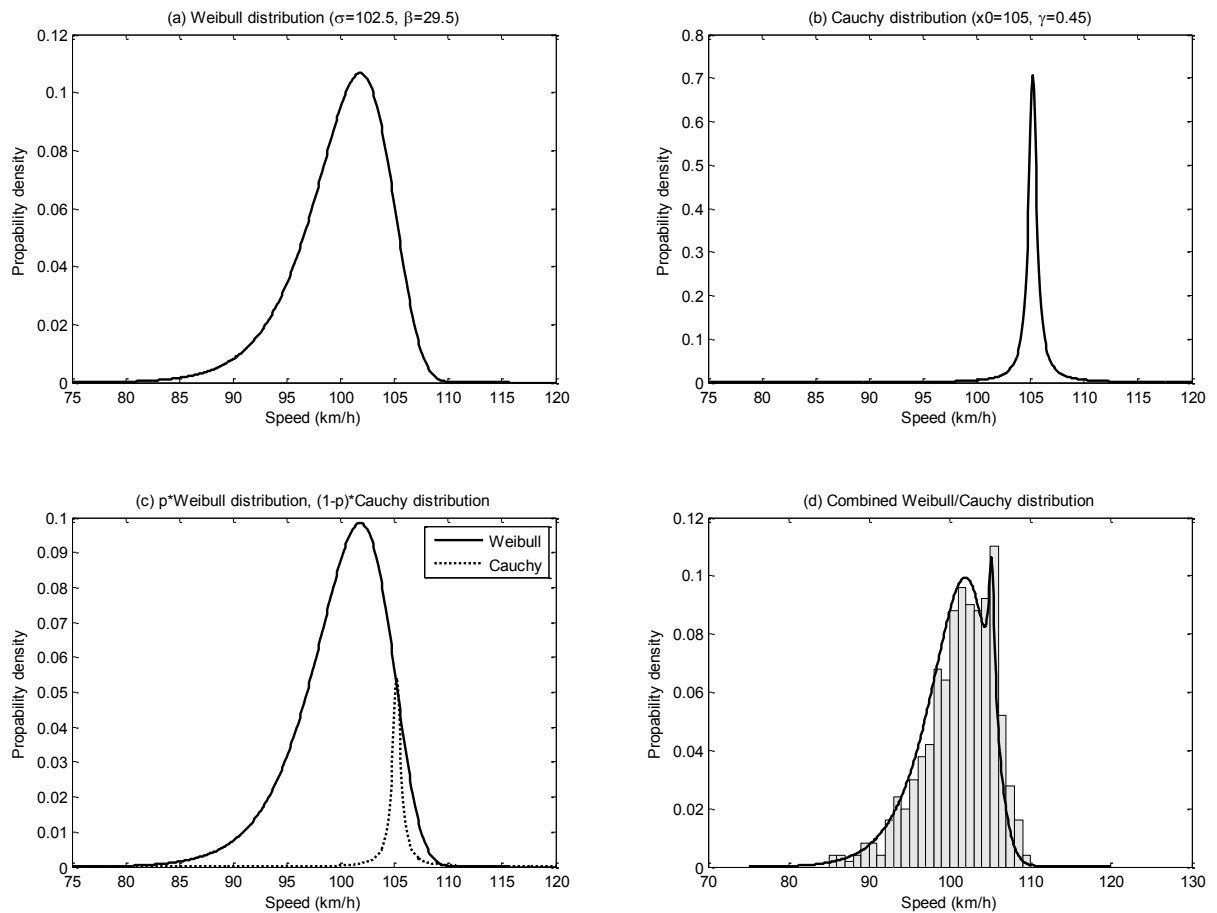 (a) Weibull distribution (σ=102.5, β=29.5)
0.12
0.1
0.08
0.06
0.04
0.02
0
Propability density
75 80 85 90 95 100 105 110 115 120
Speed (km/h)
(b) Cauchy distribution (x0=105, γ=0.45)
0.8
0.7
0.6
0.5
0.4
0.3
0.2
0.1
0
Propability density
75 80 85 90 95 100 105 110 115 120
Speed (km/h)
(c) p*Weibull distribution, (1-p)*Cauchy distribution
0.1
0.09
0.08
0.07
0.06
0.05
0.04
0.03
0.02
0.01
0
Propability density
Weibull
Cauchy
75 80 85 90 95 100 105 110 115 120
Speed (km/h)
(d) Combined Weibull/Cauchy distribution
0.12
0.1
0.08
0.06
0.04
0.02
0
Propability density
70 80 90 100 110 120 130
Speed (km/h)